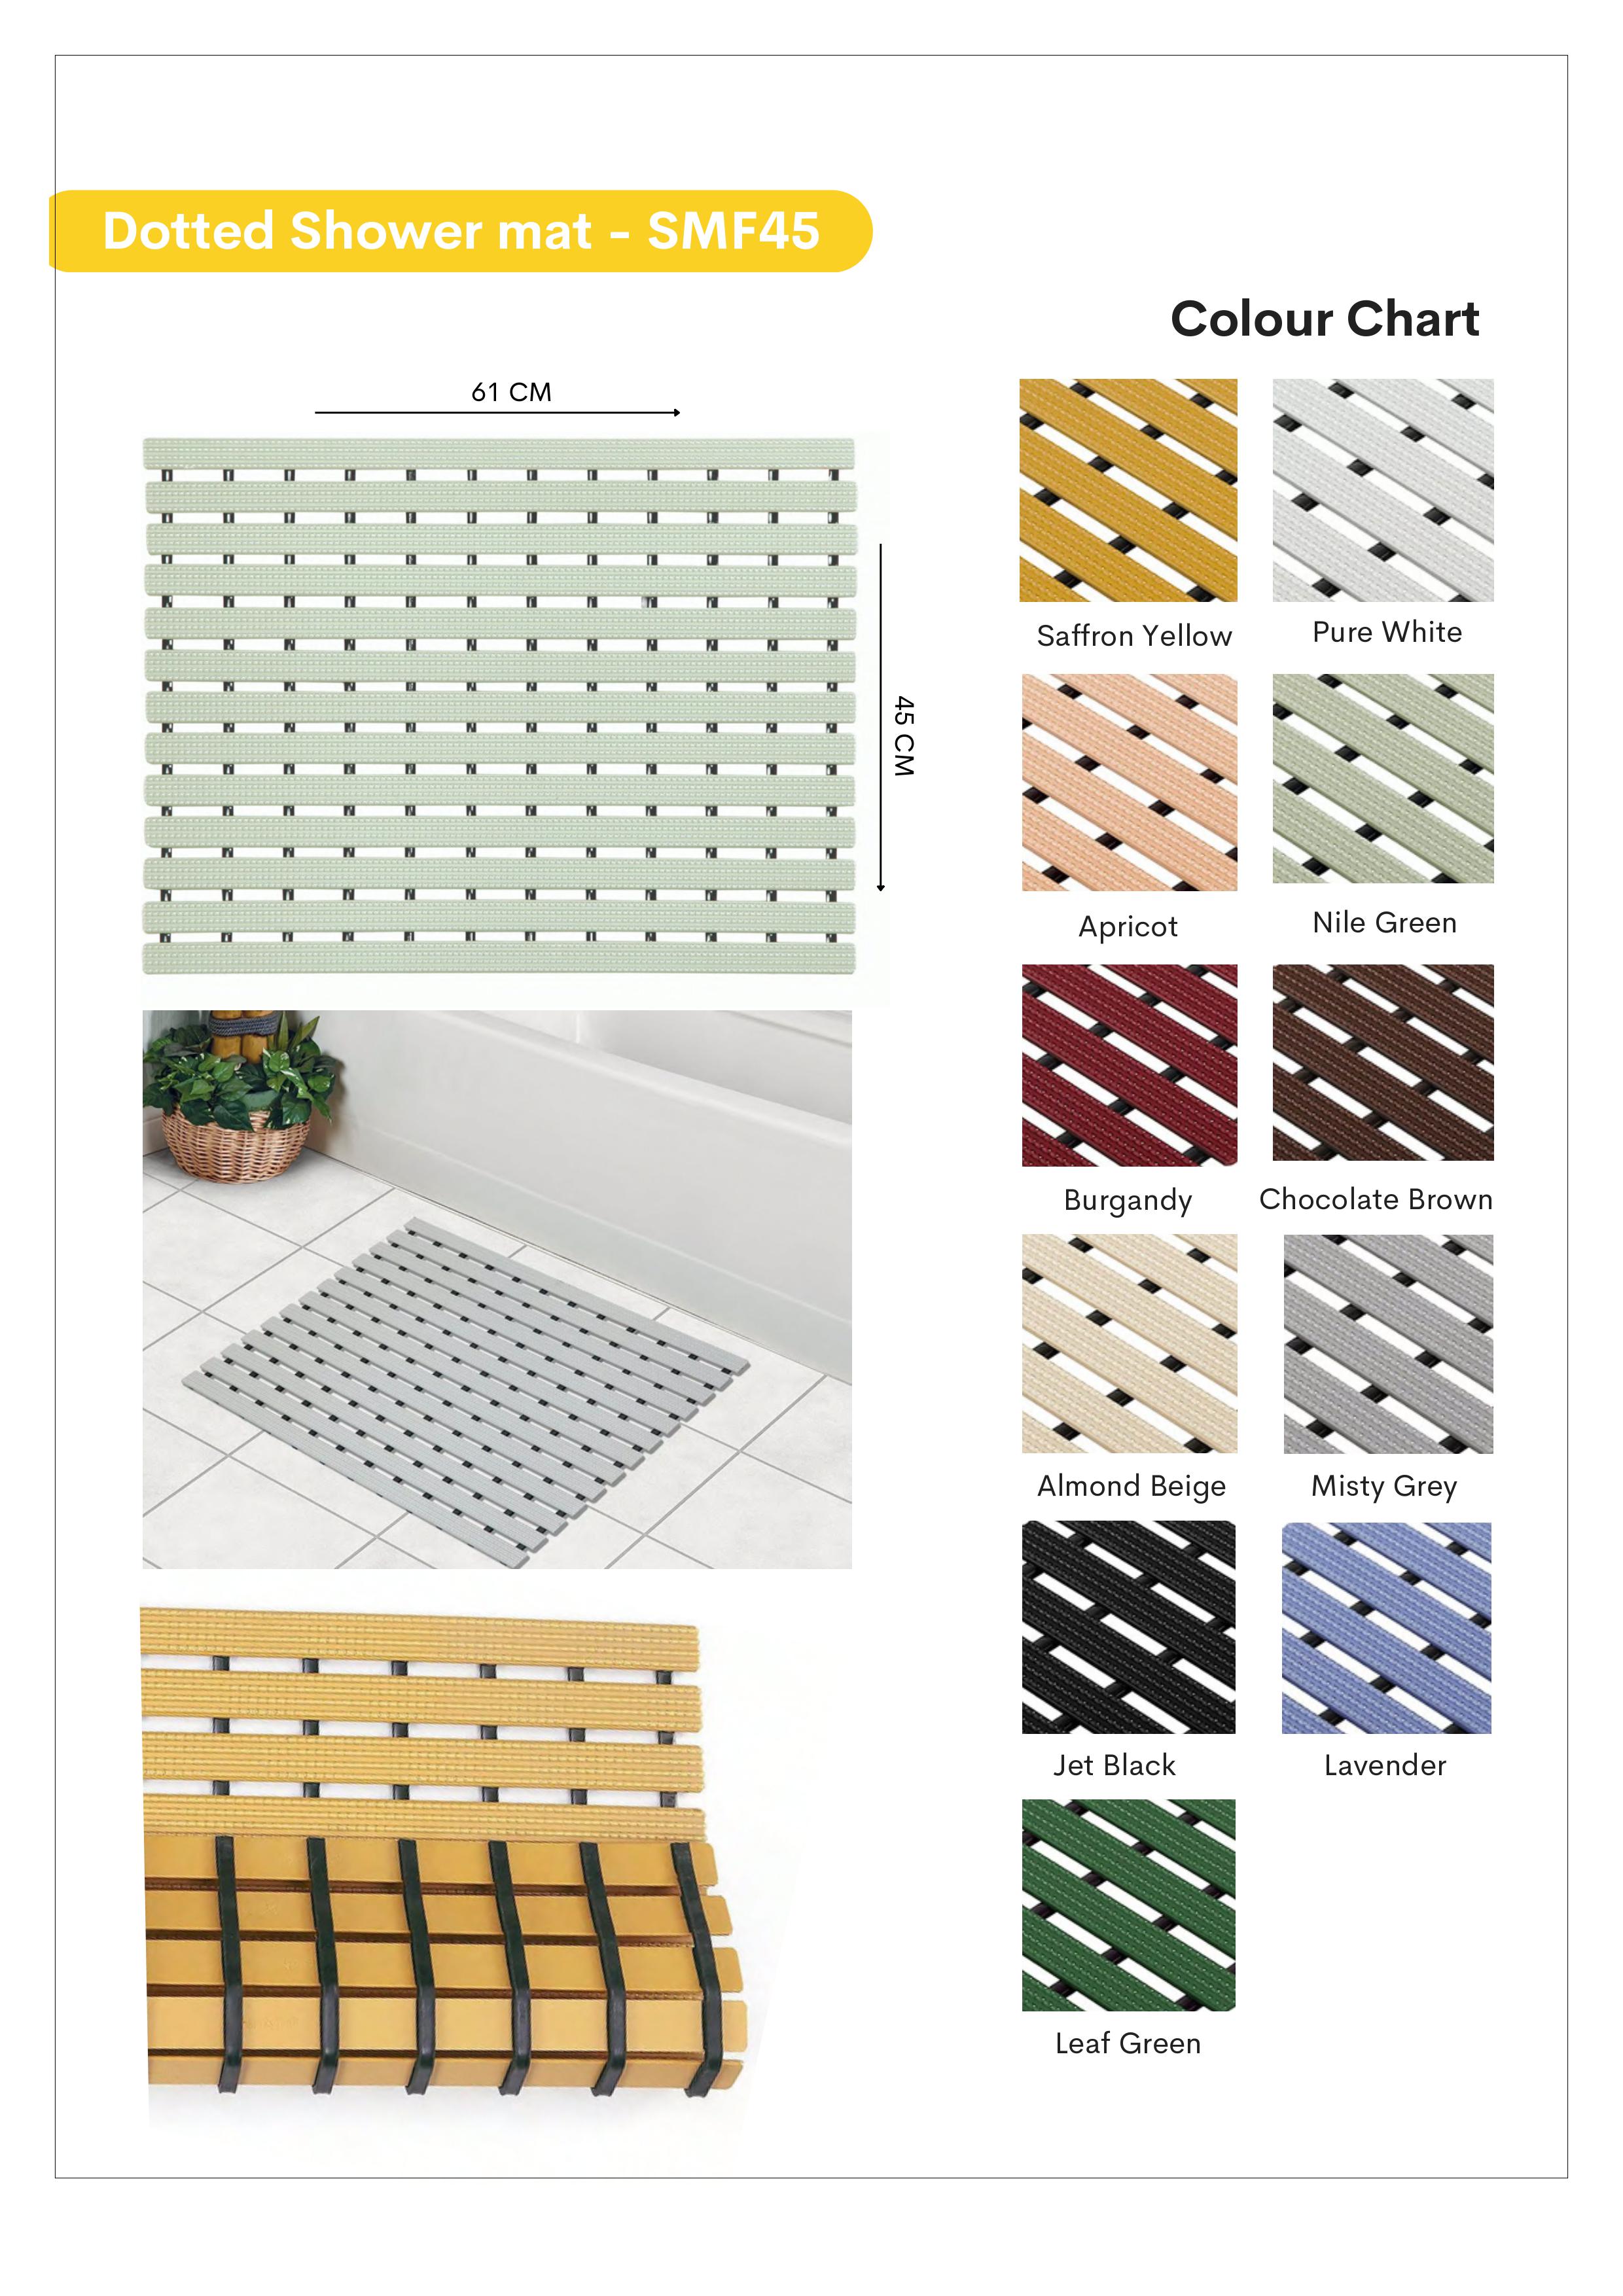 Dotted Shower mat - SMF45
Colour Chart
61 CM
45 CM
Saffron Yellow
Pure White
Apricot
Nile Green
Burgandy
Chocolate Brown
Almond Beige
Misty Grey
Jet Black
Lavender
Leaf Green